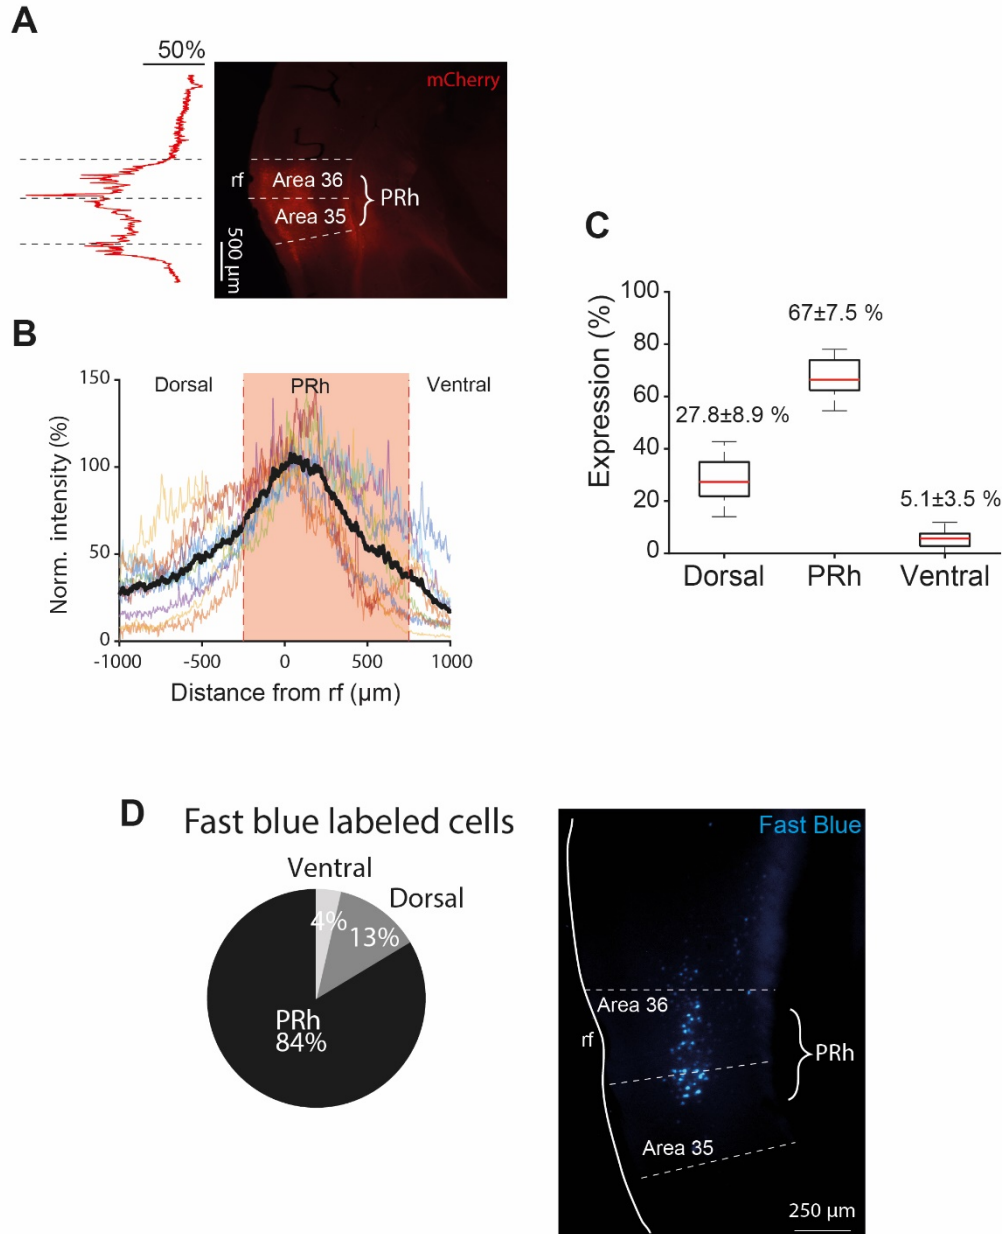 A
50%
mCherry
rf
Area 36
Area 35
PRh
500 µm
B
150
100
50
0
Norm. intensity (%)
Dorsal
PRh
Ventral
-1000
-500
0
500
1000
Distance from rf (µm)
C
100
80
60
40
20
0
Expression (%)
27.8±8.9 %
67±7.5 %
5.1±3.5 %
Dorsal
PRh
Ventral
D
Fast blue labeled cells
Ventral
Dorsal
4%
13%
PRh
84%
Fast Blue
Area 36
rf
PRh
Area 35
250 µm